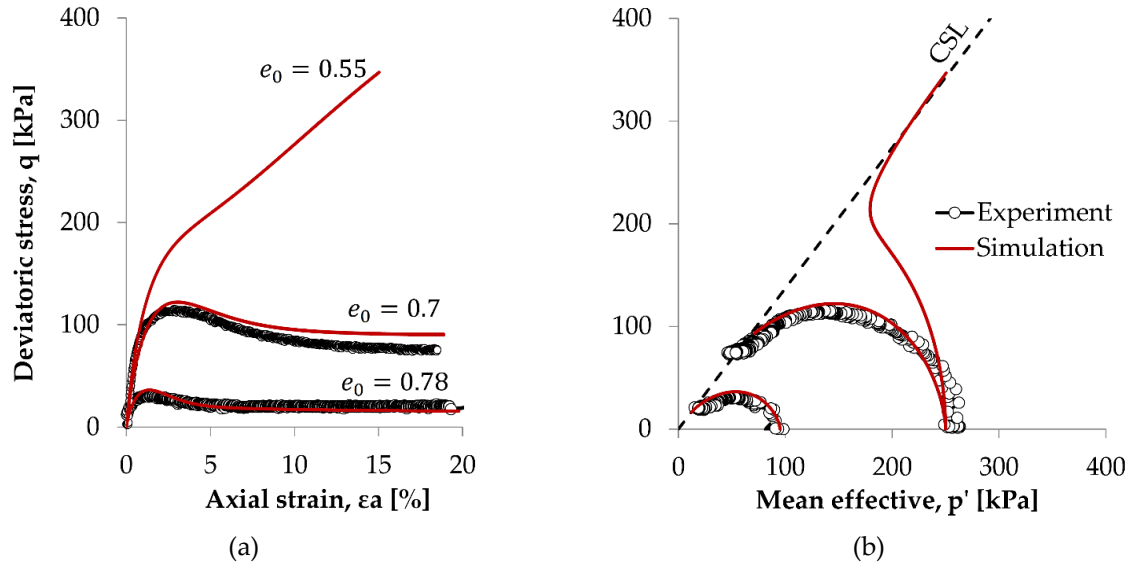 400
300
200
100
0
Deviatoric stress, q [kPa]
e₀ = 0.55
e₀ = 0.7
e₀ = 0.78
0 5 10 15 20
Axial strain, εa [%]
(a)
400
300
200
100
0
CSL
Experiment
Simulation
0 100 200 300 400
Mean effective, p' [kPa]
(b)